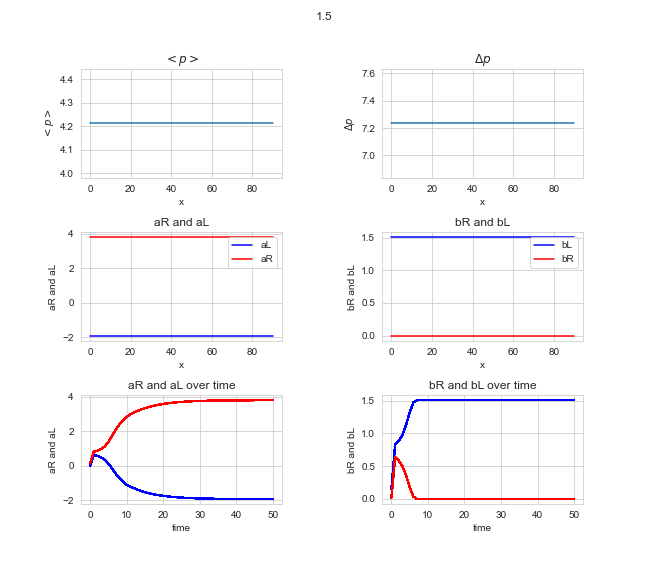 1.5
< p >
Δp
4.4
4.3
4.2
4.1
4.0
< p >
0 20 40 60 80
x
7.6
7.4
7.2
7.0
Δp
0 20 40 60 80
x
aR and aL
bR and bL
4
2
0
−2
aR and aL
aL
aR
0 20 40 60 80
x
1.5
1.0
0.5
0.0
bR and bL
bL
bR
0 20 40 60 80
x
aR and aL over time
bR and bL over time
4
2
0
−2
aR and aL
0 10 20 30 40 50
time
1.5
1.0
0.5
0.0
bR and bL
0 10 20 30 40 50
time